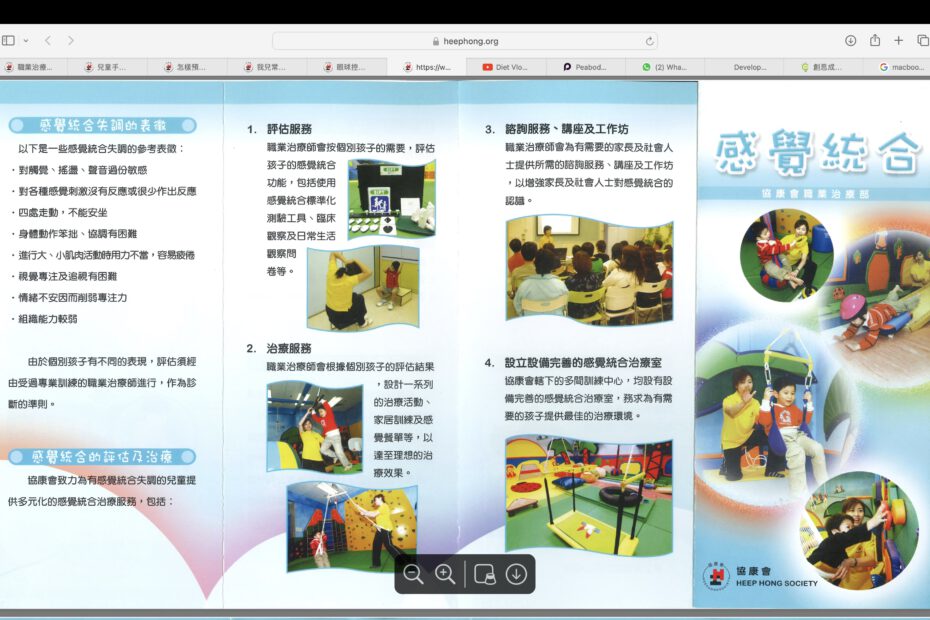 heephong.org
職業治療...
兒童手...
怎樣預...
我兒常...
眼球控...
https://w...
Diet Vlo...
Peabod...
(2) Wha...
Develop...
創思成...
macboo...
感覺統合失調的表徵
以下是一些感覺統合失調的參考表徵：
·對觸覺、搖盪、聲音過份敏感
·對各種感覺刺激沒有反應或很少作出反應
·四處走動，不能安坐
·身體動作笨拙、協調有困難
·進行大、小肌肉活動時用力不當，容易疲倦
·視覺專注及追視有困難
·情緒不安因而削弱專注力
·組織能力較弱
由於個別孩子有不同的表現，評估須經
由受過專業訓練的職業治療師進行，作為診
斷的準則。
感覺統合的評估及治療
協康會致力為有感覺統合失調的兒童提
供多元化的感覺統合治療服務，包括：
1. 評估服務
職業治療師會按個別孩子的需要，評估
孩子的感覺統合
功能，包括使用
感覺統合標準化
測驗工具、臨床
觀察及日常生活
觀察問
卷等。
2. 治療服務
職業治療師會根據個別孩子的評估結果
，設計一系列
的治療活動、
家居訓練及感
覺餐單等，以
達至理想的治
療效果。
3. 諮詢服務、講座及工作坊
職業治療師會為有需要的家長及社會人
士提供所需的諮詢服務、講座及工作坊
，以增強家長及社會人士對感覺統合的
認識。
4. 設立設備完善的感覺統合治療室
協康會轄下的多間訓練中心，均設有設
備完善的感覺統合治療室，務求為有需
要的孩子提供最佳的治療環境。
感覺統合
協康會職業治療部
協康會
HEEP HONG SOCIETY